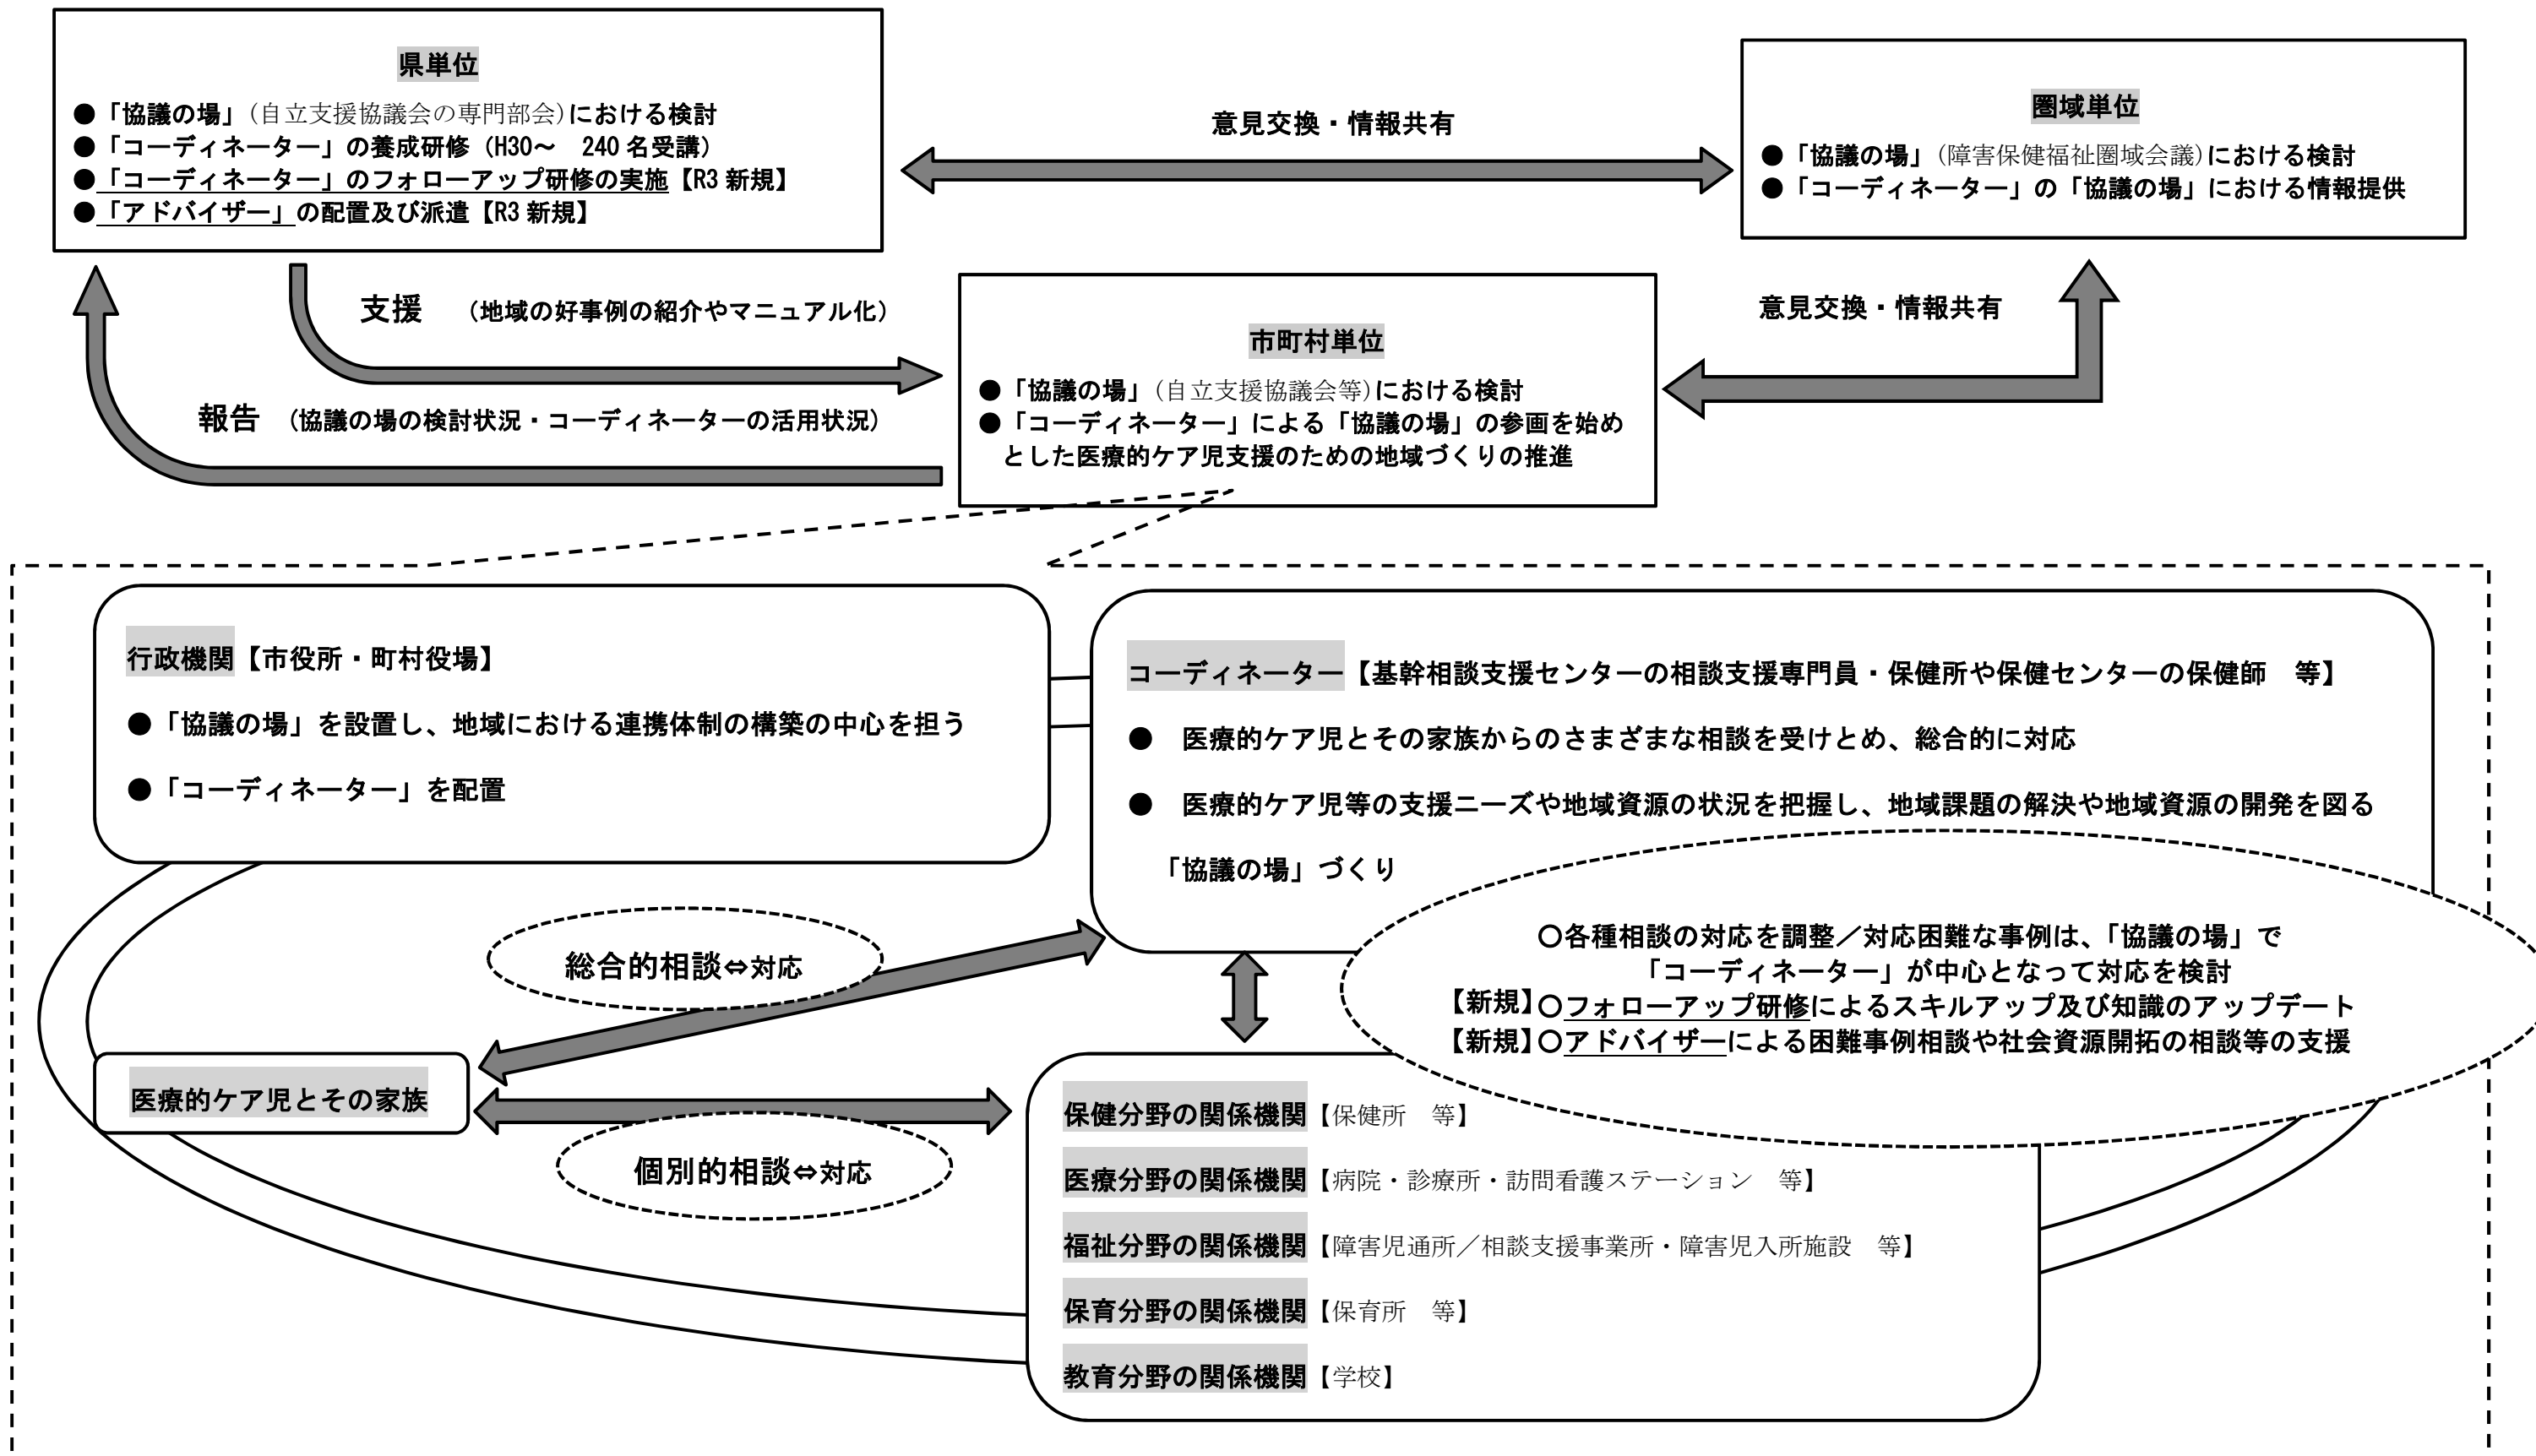 県単位
●「協議の場」（自立支援協議会の専門部会）における検討
●「コーディネーター」の養成研修（H30～　240名受講）
●「コーディネーター」のフォローアップ研修の実施【R3新規】
●「アドバイザー」の配置及び派遣【R3新規】
意見交換・情報共有
圏域単位
●「協議の場」（障害保健福祉圏域会議）における検討
●「コーディネーター」の「協議の場」における情報提供
支援　（地域の好事例の紹介やマニュアル化）
報告　（協議の場の検討状況・コーディネーターの活用状況）
市町村単位
●「協議の場」（自立支援協議会等）における検討
●「コーディネーター」による「協議の場」の参画を始め
とした医療的ケア児支援のための地域づくりの推進
意見交換・情報共有
行政機関【市役所・町村役場】
●「協議の場」を設置し、地域における連携体制の構築の中心を担う
●「コーディネーター」を配置
コーディネーター【基幹相談支援センターの相談支援専門員・保健所や保健センターの保健師　等】
●　医療的ケア児とその家族からのさまざまな相談を受けとめ、総合的に対応
●　医療的ケア児等の支援ニーズや地域資源の状況を把握し、地域課題の解決や地域資源の開発を図る
「協議の場」づくり
〇各種相談の対応を調整／対応困難な事例は、「協議の場」で
「コーディネーター」が中心となって対応を検討
【新規】〇フォローアップ研修によるスキルアップ及び知識のアップデート
【新規】〇アドバイザーによる困難事例相談や社会資源開拓の相談等の支援
総合的相談⇔対応
医療的ケア児とその家族
個別的相談⇔対応
保健分野の関係機関【保健所　等】
医療分野の関係機関【病院・診療所・訪問看護ステーション　等】
福祉分野の関係機関【障害児通所／相談支援事業所・障害児入所施設　等】
保育分野の関係機関【保育所　等】
教育分野の関係機関【学校】